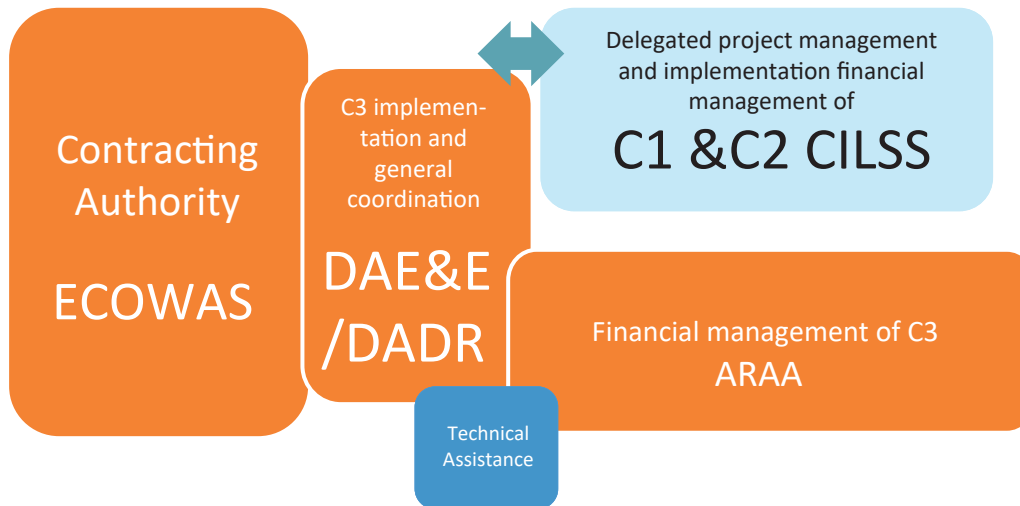 Contracting
Authority
ECOWAS
C3 implemen-
tation and
general
coordination
DAE&E
/DADR
Delegated project management
and implementation financial
management of
C1 &C2 CILSS
Financial management of C3
ARAA
Technical
Assistance